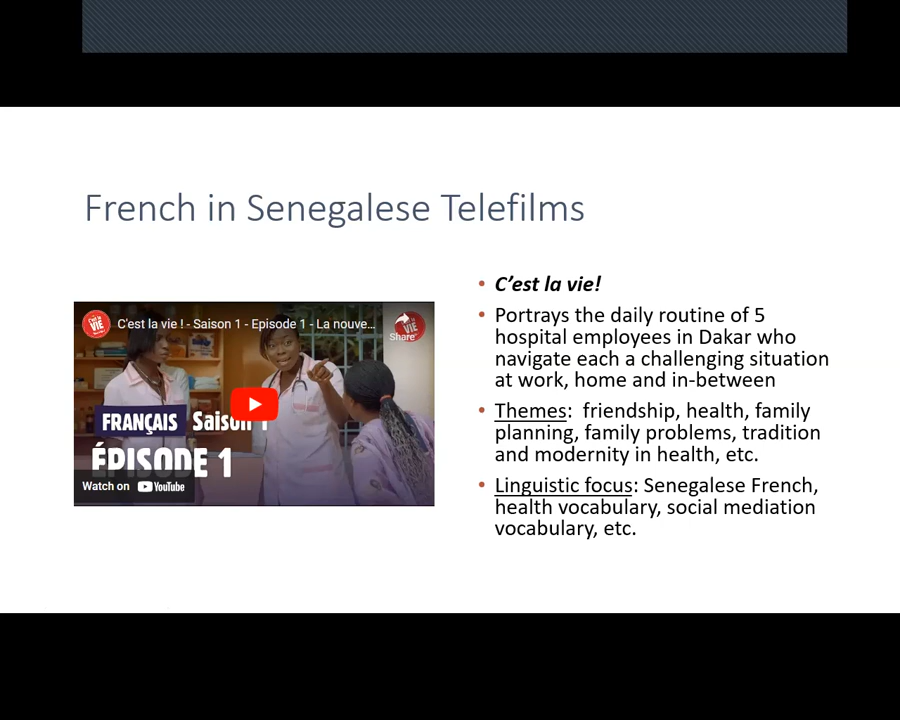 French in Senegalese Telefilms
C'est la vie! - Saison 1 - Episode 1 - La nouve...
Share
FRANÇAIS Saison 1
ÉPISODE 1
Watch on YouTube
• C'est la vie!
• Portrays the daily routine of 5
hospital employees in Dakar who
navigate each a challenging situation
at work, home and in-between
• Themes: friendship, health, family
planning, family problems, tradition
and modernity in health, etc.
• Linguistic focus: Senegalese French,
health vocabulary, social mediation
vocabulary, etc.